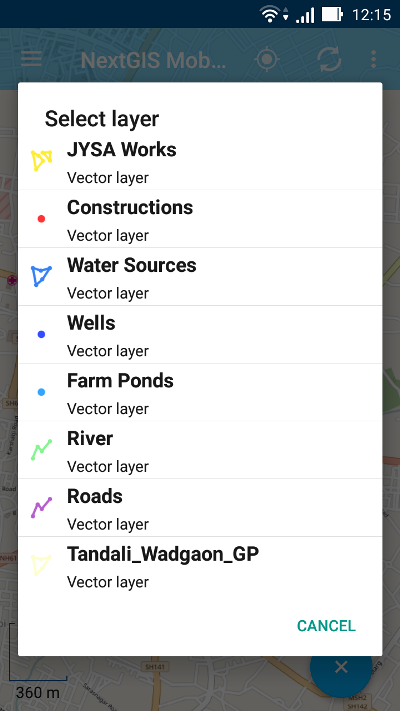 12:15
NextGIS Mob...
Select layer
JYSA Works
Vector layer
Constructions
Vector layer
Water Sources
Vector layer
Wells
Vector layer
Farm Ponds
Vector layer
River
Vector layer
Roads
Vector layer
Tandali_Wadgaon_GP
Vector layer
CANCEL
360 m